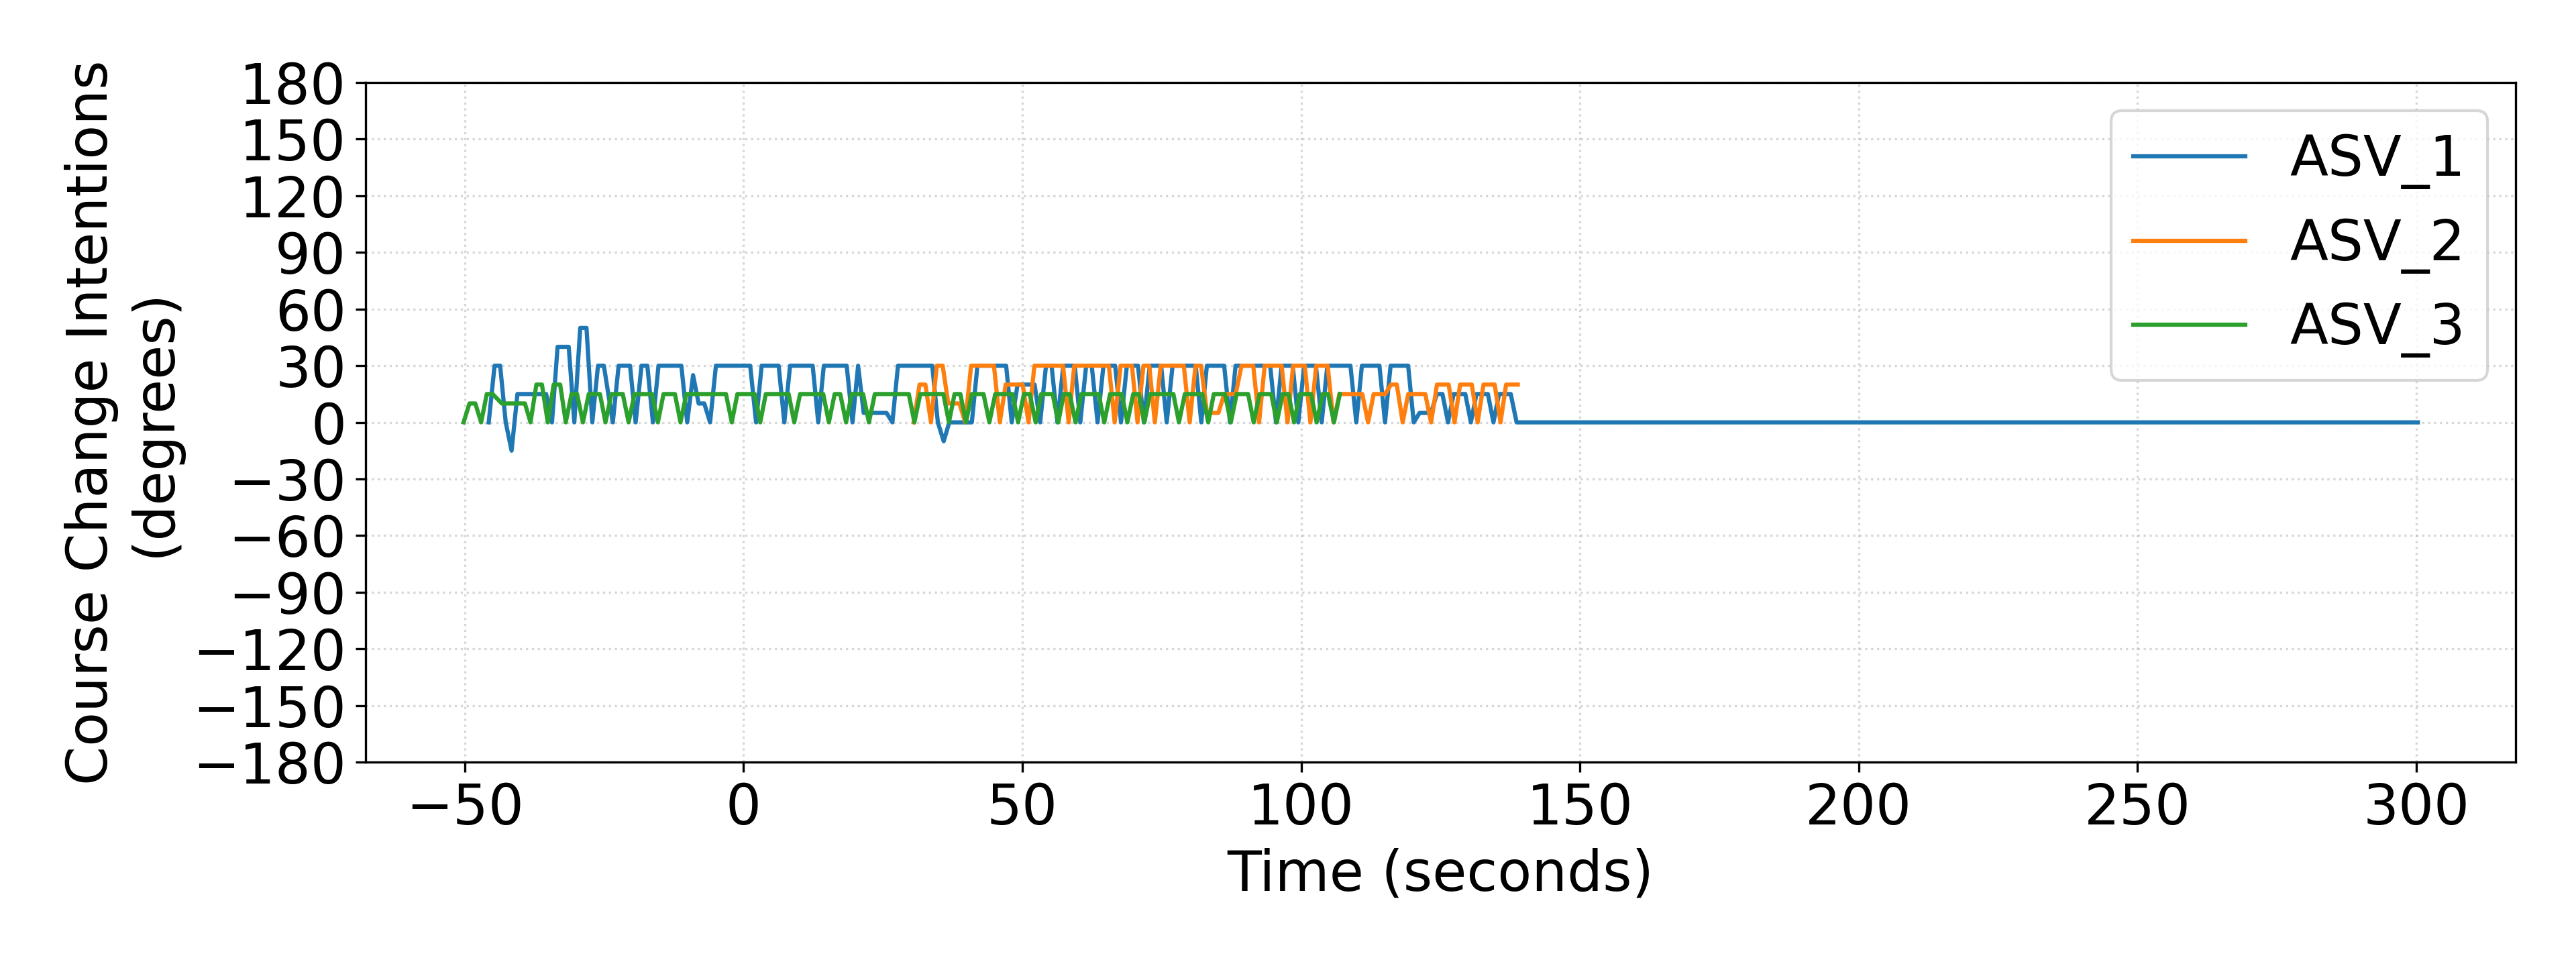 Course Change Intentions
(degrees)
180
150
120
90
60
30
0
−30
−60
−90
−120
−150
−180
−50 0 50 100 150 200 250 300
Time (seconds)
ASV_1
ASV_2
ASV_3